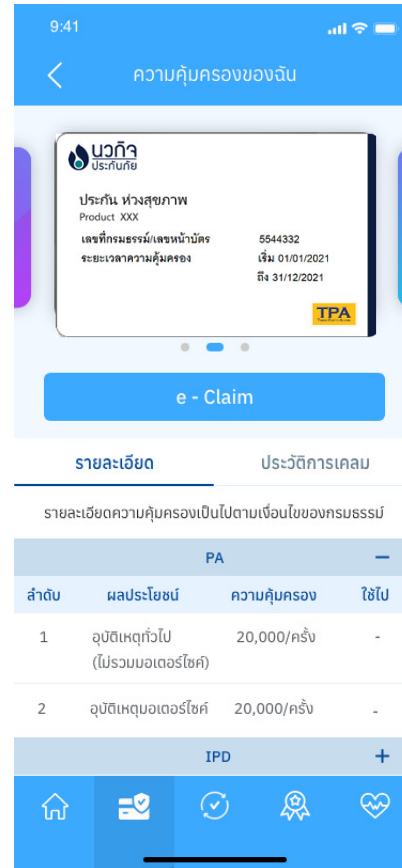 9:41
ความคุ้มครองของฉัน
นวกิจ
ประกันภัย
ประกัน ห่วงสุขภาพ
Product XXX
เลขที่กรมธรรม์/เลขหน้าบัตร 5544332
ระยะเวลาความคุ้มครอง เริ่ม 01/01/2021
ถึง 31/12/2021
TPA
e - Claim
รายละเอียด ประวัติการเคลม
รายละเอียดความคุ้มครองเป็นไปตามเงื่อนไขของกรมธรรม์
PA −
ลำดับ ผลประโยชน์ ความคุ้มครอง ใช้ไป
1 อุบัติเหตุทั่วไป 20,000/ครั้ง -
(ไม่รวมมอเตอร์ไซค์)
2 อุบัติเหตุมอเตอร์ไซค์ 20,000/ครั้ง -
IPD +